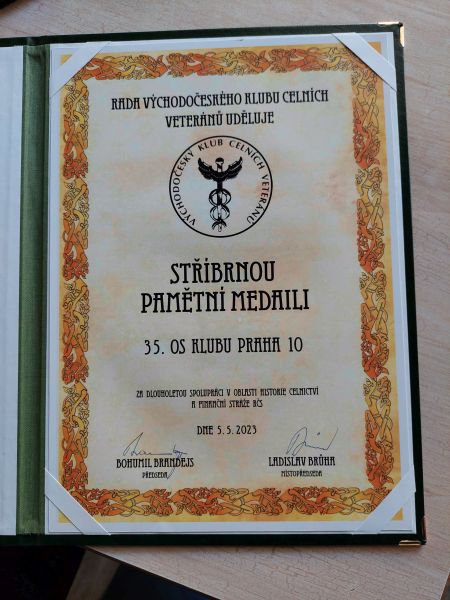 RADA VÝCHODOČESKÉHO KLUBU CELNÍCH
VETERÁNŮ UDĚLUJE
VÝCHODOČESKÝ KLUB CELNÍCH VETERÁNŮ
STŘÍBRNOU
PAMĚTNÍ MEDAILI
35. OS KLUBU PRAHA 10
ZA DLOUHOLETOU SPOLUPRÁCI V OBLASTI HISTORIE CELNICTVÍ
A FINANČNÍ STRÁŽE RČS
DNE 5.5.2023
BOHUMIL BRANDEJS
PŘEDSEDA
LADISLAV BRŮHA
MÍSTOPŘEDSEDA